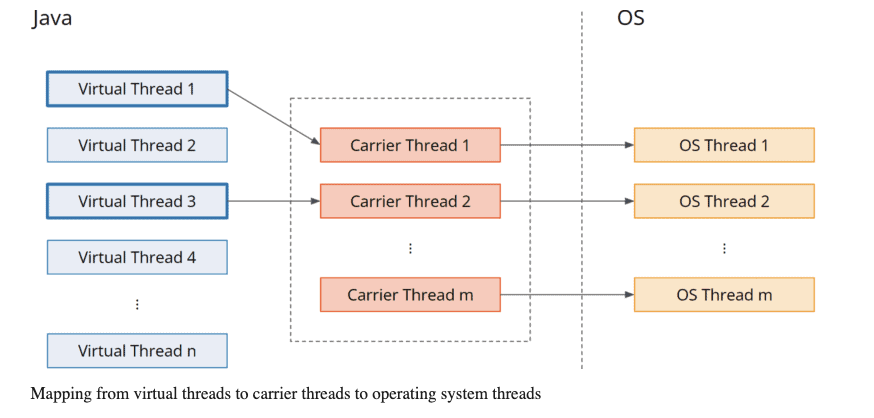 Java
OS
Virtual Thread 1
Virtual Thread 2
Carrier Thread 1
OS Thread 1
Virtual Thread 3
Carrier Thread 2
OS Thread 2
Virtual Thread 4
⋮
⋮
⋮
Carrier Thread m
OS Thread m
Virtual Thread n
Mapping from virtual threads to carrier threads to operating system threads